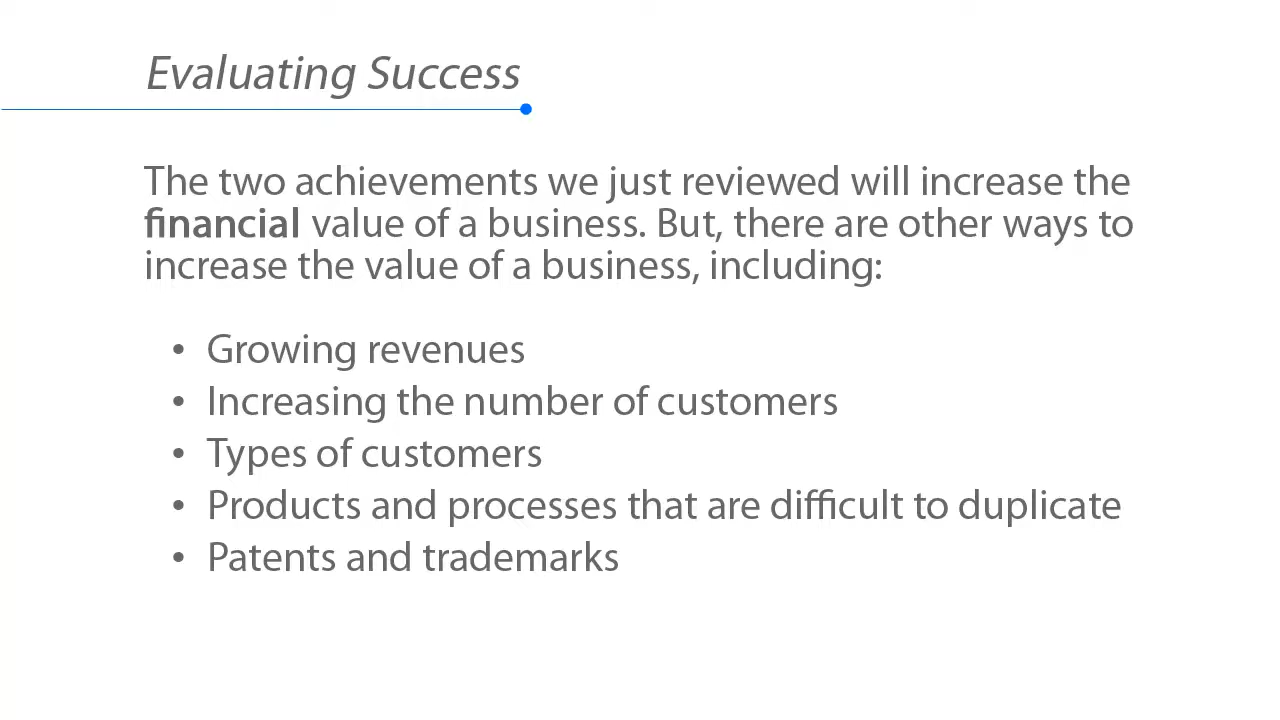 Evaluating Success
The two achievements we just reviewed will increase the
financial value of a business. But, there are other ways to
increase the value of a business, including:
• Growing revenues
• Increasing the number of customers
• Types of customers
• Products and processes that are difficult to duplicate
• Patents and trademarks